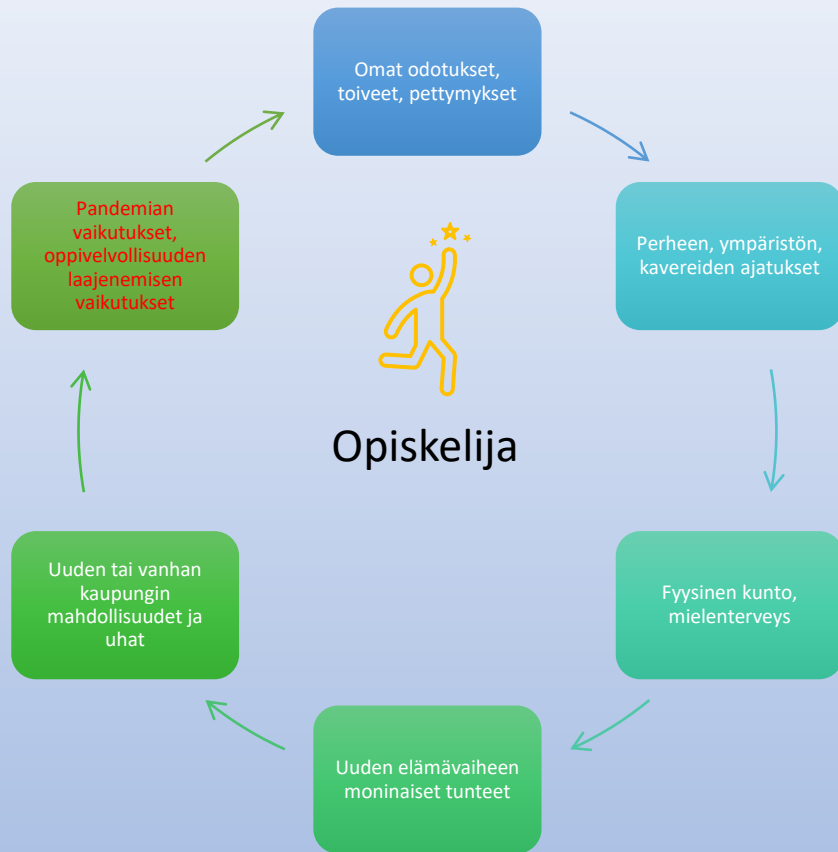 Omat odotukset,
toiveet, pettymykset
Perheen, ympäristön,
kavereiden ajatukset
Fyysinen kunto,
mielenterveys
Uuden elämävaiheen
moninaiset tunteet
Uuden tai vanhan
kaupungin
mahdollisuudet ja
uhat
Pandemian
vaikutukset,
oppivelvollisuuden
laajenemisen
vaikutukset
Opiskelija